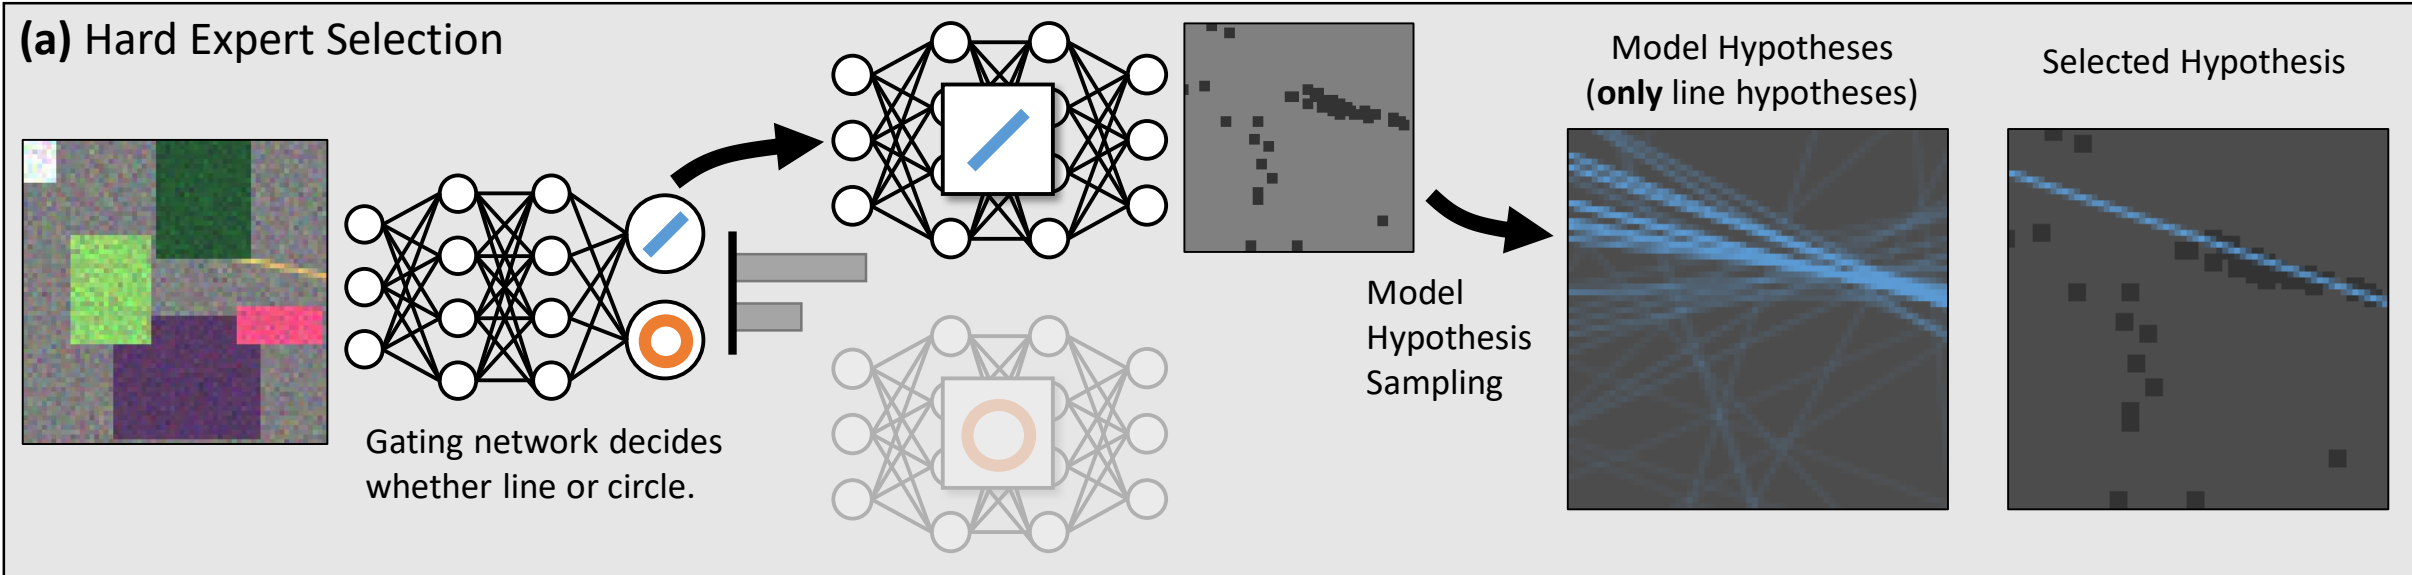 (a) Hard Expert Selection
Gating network decides
whether line or circle.
Model
Hypothesis
Sampling
Model Hypotheses
(only line hypotheses)
Selected Hypothesis